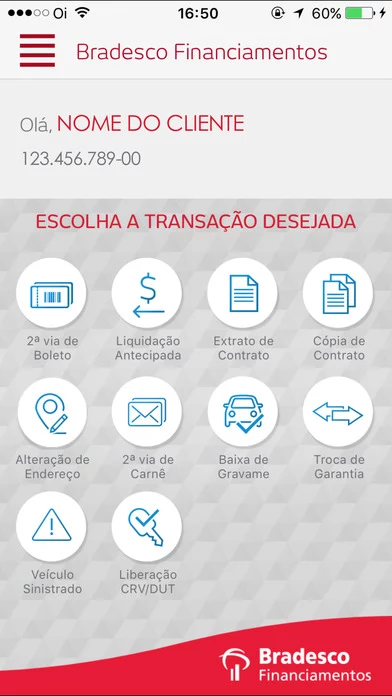 Oi 16:50 60%
Bradesco Financiamentos
Olá, NOME DO CLIENTE
123.456.789-00
ESCOLHA A TRANSAÇÃO DESEJADA
2ª via de Boleto
Liquidação Antecipada
Extrato de Contrato
Cópia de Contrato
Alteração de Endereço
2ª via de Carnê
Baixa de Gravame
Troca de Garantia
Veículo Sinistrado
Liberação CRV/DUT
Bradesco
Financiamentos